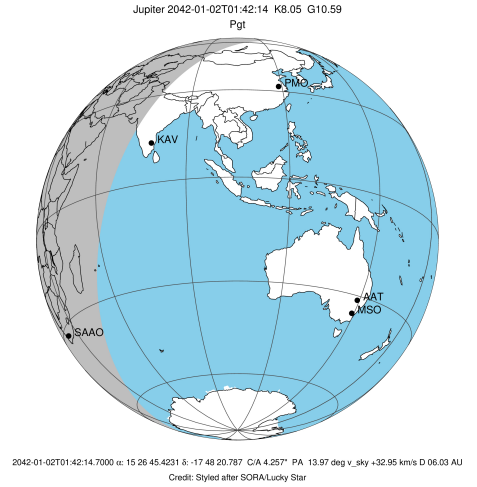 Jupiter 2042-01-02T01:42:14  K8.05  G10.59
Pgt
PMO
KAV
AAT
MSO
SAAO
2042-01-02T01:42:14.7000 α: 15 26 45.4231 δ: -17 48 20.787  C/A 4.257"  PA  13.97 deg v_sky +32.95 km/s D 06.03 AU
Credit: Styled after SORA/Lucky Star